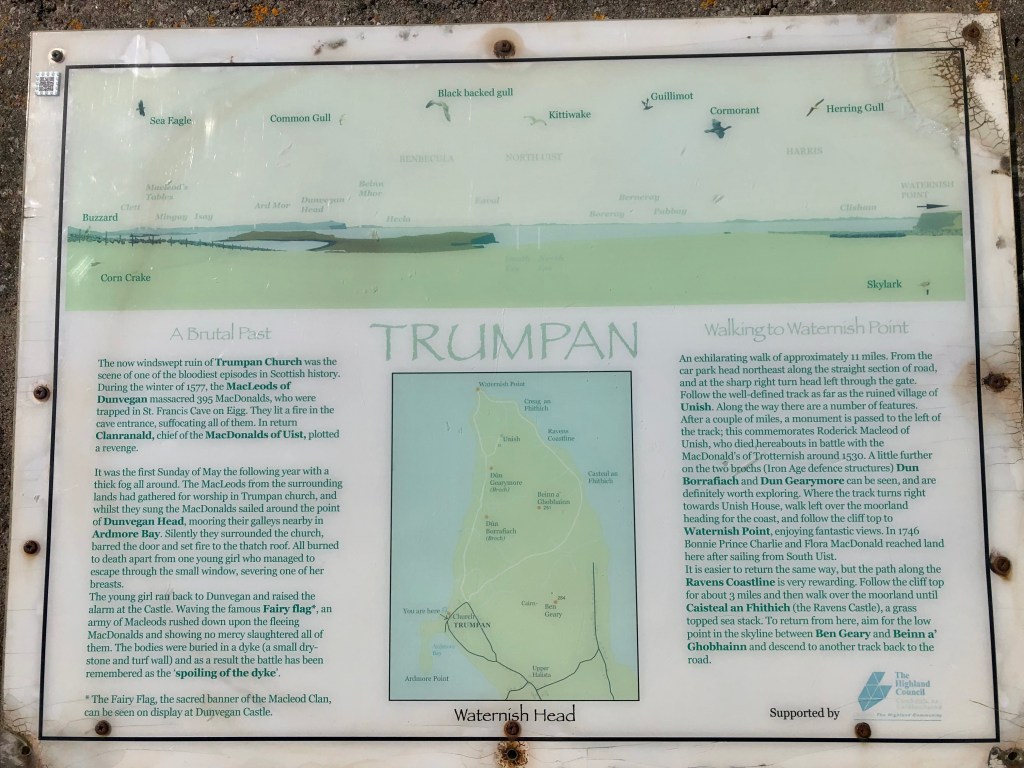 Black backed gull
Guillimot
Sea Eagle
Common Gull
Kittiwake
Cormorant
Herring Gull
BENBECULA
NORTH UIST
HARRIS
Macleod's
Tables
Beinn
Mhor
WATERNISH
POINT
Clett
Mingay
Isay
Ard Mor
Dunvegan
Head
Hecla
Eaval
Boreray
Pabbay
Clisham
Buzzard
Corn Crake
Skylark
TRUMPAN
A Brutal Past
The now windswept ruin of Trumpan Church was the
scene of one of the bloodiest episodes in Scottish history.
During the winter of 1577, the MacLeods of
Dunvegan massacred 395 MacDonalds, who were
trapped in St. Francis Cave on Eigg. They lit a fire in the
cave entrance, suffocating all of them. In return
Clanranald, chief of the MacDonalds of Uist, plotted
a revenge.
It was the first Sunday of May the following year with a
thick fog all around. The MacLeods from the surrounding
lands had gathered for worship in Trumpan church, and
whilst they sung the MacDonalds sailed around the point
of Dunvegan Head, mooring their galleys nearby in
Ardmore Bay. Silently they surrounded the church,
barred the door and set fire to the thatch roof. All burned
to death apart from one young girl who managed to
escape through the small window, severing one of her
breasts.
The young girl ran back to Dunvegan and raised the
alarm at the Castle. Waving the famous Fairy flag*, an
army of Macleods rushed down upon the fleeing
MacDonalds and showing no mercy slaughtered all of
them. The bodies were buried in a dyke (a small dry-
stone and turf wall) and as a result the battle has been
remembered as the 'spoiling of the dyke'.
* The Fairy Flag, the sacred banner of the Macleod Clan,
can be seen on display at Dunvegan Castle.
Waternish Point
Creag an
Fhithich
Ravens
Coastline
Unish
Dùn
Gearymore
(Broch)
Casteal an
Fhithich
Beinn a'
Ghobhainn
Dùn
Borrafiach
(Broch)
Cairn
284
Ben
Geary
You are here
Church
TRUMPAN
Ardmore
Bay
Ardmore Point
Upper
Halista
Waternish Head
Walking to Waternish Point
An exhilarating walk of approximately 11 miles. From the
car park head northeast along the straight section of road,
and at the sharp right turn head left through the gate.
Follow the well-defined track as far as the ruined village of
Unish. Along the way there are a number of features.
After a couple of miles, a monument is passed to the left of
the track; this commemorates Roderick Macleod of
Unish, who died hereabouts in battle with the
MacDonald's of Trotternish around 1530. A little further
on the two brochs (Iron Age defence structures) Dun
Borrafiach and Dun Gearymore can be seen, and are
definitely worth exploring. Where the track turns right
towards Unish House, walk left over the moorland
heading for the coast, and follow the cliff top to
Waternish Point, enjoying fantastic views. In 1746
Bonnie Prince Charlie and Flora MacDonald reached land
here after sailing from South Uist.
It is easier to return the same way, but the path along the
Ravens Coastline is very rewarding. Follow the cliff top
for about 3 miles and then walk over the moorland until
Caisteal an Fhithich (the Ravens Castle), a grass
topped sea stack. To return from here, aim for the low
point in the skyline between Ben Geary and Beinn a'
Ghobhainn and descend to another track back to the
road.
Supported by
The
Highland
Council